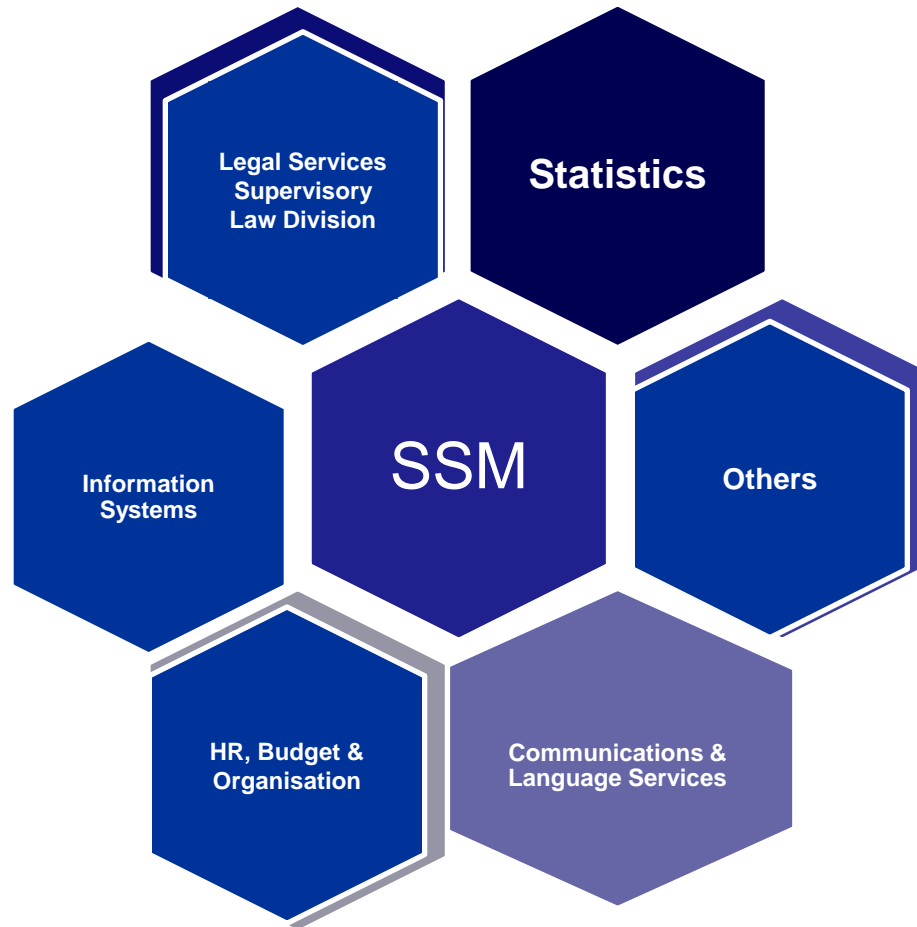 Legal Services
Supervisory
Law Division
Statistics
Information
Systems
SSM
Others
HR, Budget &
Organisation
Communications &
Language Services